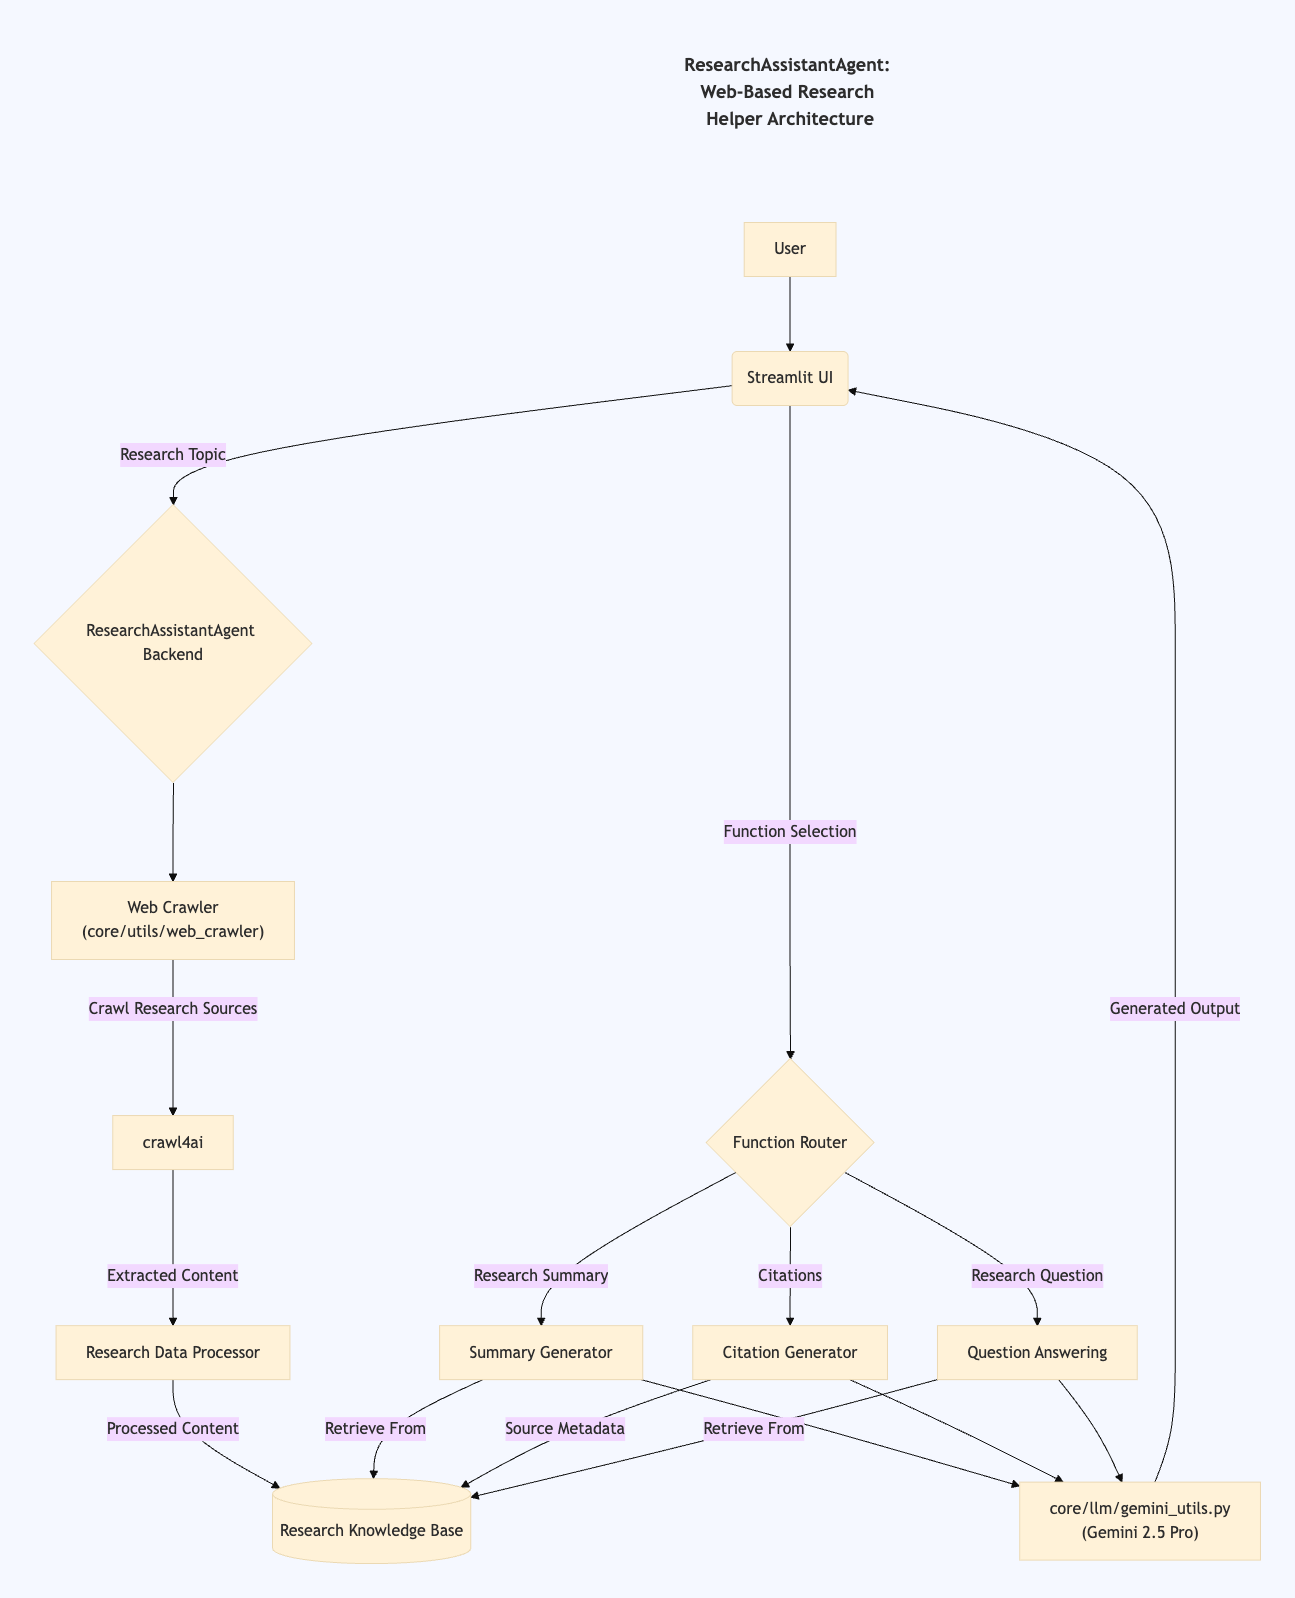 ResearchAssistantAgent:
Web-Based Research
Helper Architecture
User
Streamlit UI
Research Topic
ResearchAssistantAgent
Backend
Function Selection
Web Crawler
(core/utils/web_crawler)
Crawl Research Sources
Generated Output
crawl4ai
Function Router
Extracted Content
Research Summary
Citations
Research Question
Research Data Processor
Summary Generator
Citation Generator
Question Answering
Processed Content
Retrieve From
Source Metadata
Retrieve From
Research Knowledge Base
core/llm/gemini_utils.py
(Gemini 2.5 Pro)